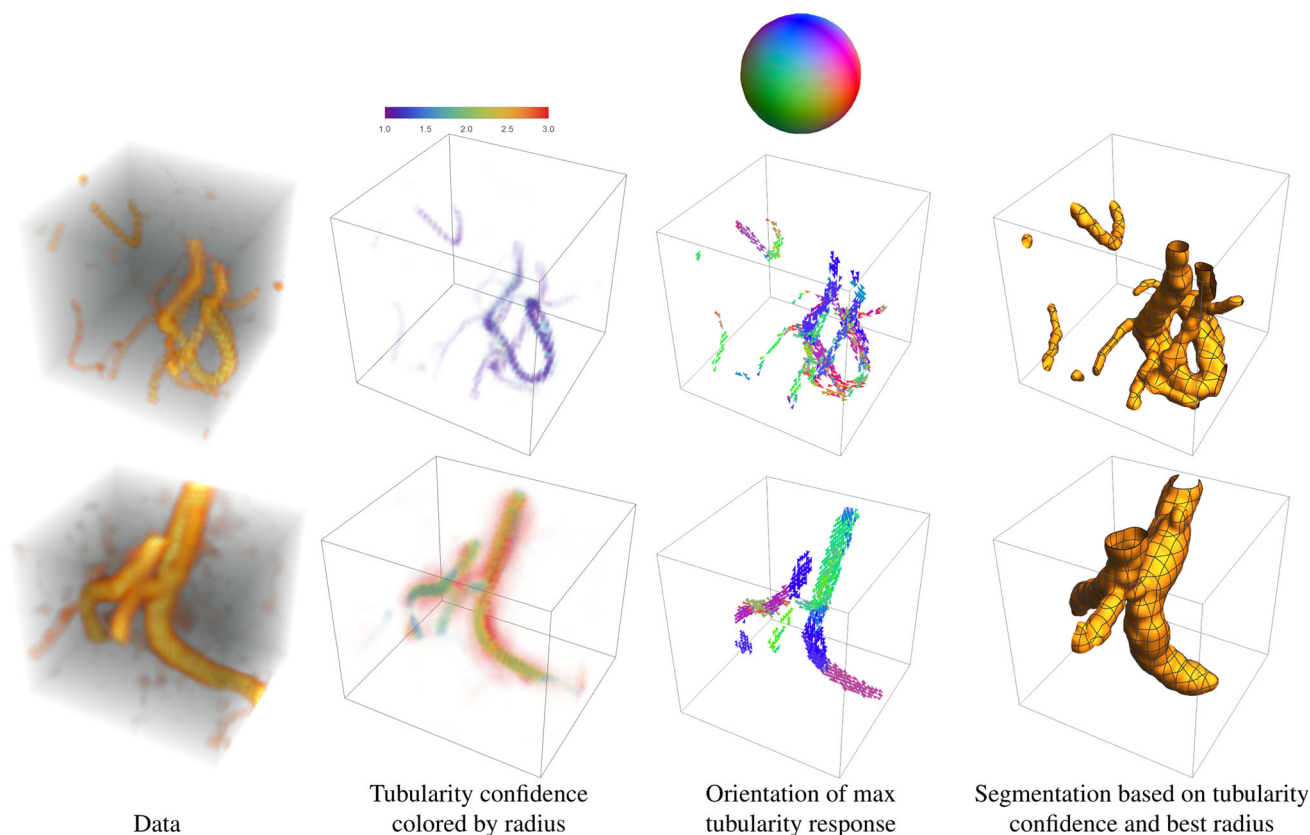 1.0 1.5 2.0 2.5 3.0
Data
Tubularity confidence
colored by radius
Orientation of max
tubularity response
Segmentation based on tubularity
confidence and best radius